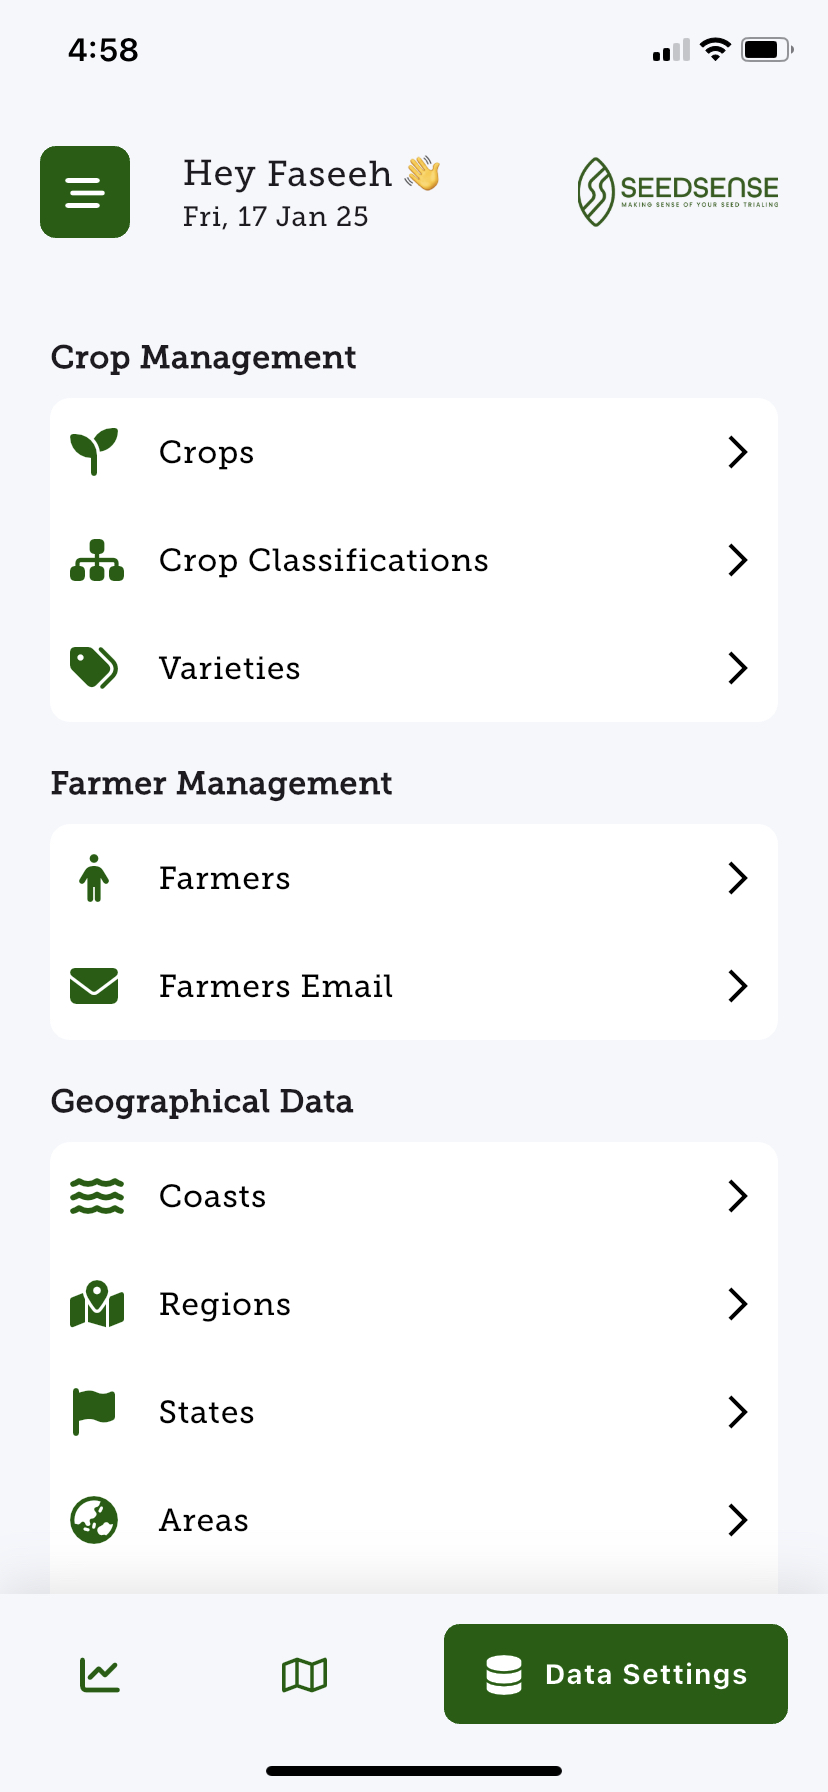 4:58
Hey Faseeh 👋
Fri, 17 Jan 25
SEEDSENSE
MAKING SENSE OF YOUR SEED TRIALING
Crop Management
Crops
Crop Classifications
Varieties
Farmer Management
Farmers
Farmers Email
Geographical Data
Coasts
Regions
States
Areas
Data Settings